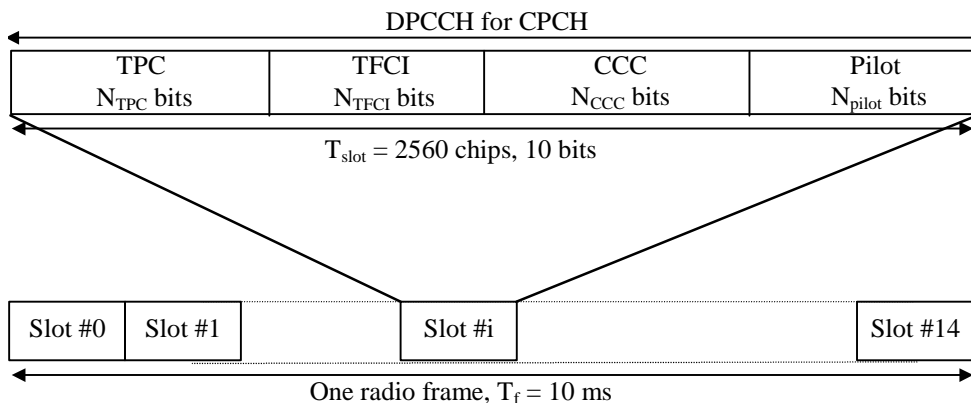 DPCCH for CPCH
TPC TFCI CCC Pilot
N_TPC bits N_TFCI bits N_CCC bits N_pilot bits
T_slot = 2560 chips, 10 bits
Slot #0 Slot #1 Slot #i Slot #14
One radio frame, T_f = 10 ms